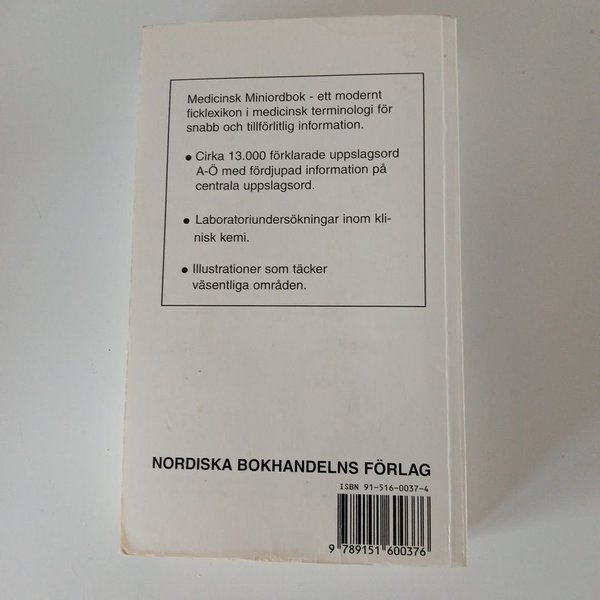 Medicinsk Miniordbok - ett modernt
ficklexikon i medicinsk terminologi för
snabb och tillförlitlig information.
● Cirka 13.000 förklarade uppslagsord
A-Ö med fördjupad information på
centrala uppslagsord.
● Laboratoriundersökningar inom kli-
nisk kemi.
● Illustrationer som täcker
väsentliga områden.
NORDISKA BOKHANDELNS FÖRLAG
ISBN 91-516-0037-4
9 789151 600376